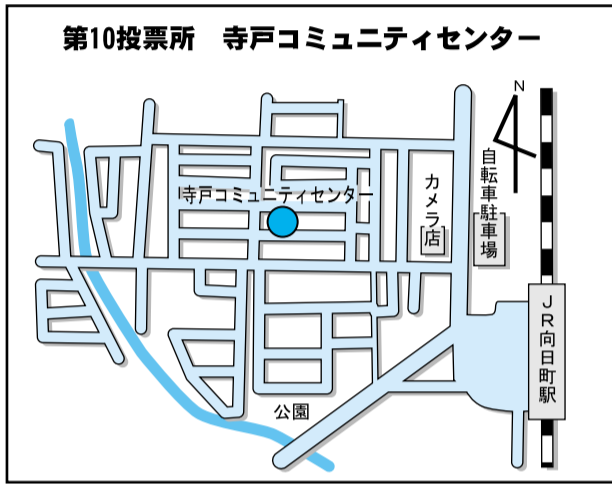 第10投票所　寺戸コミュニティセンター
N
自転車駐車場
カメラ店
寺戸コミュニティセンター
JR向日町駅
公園